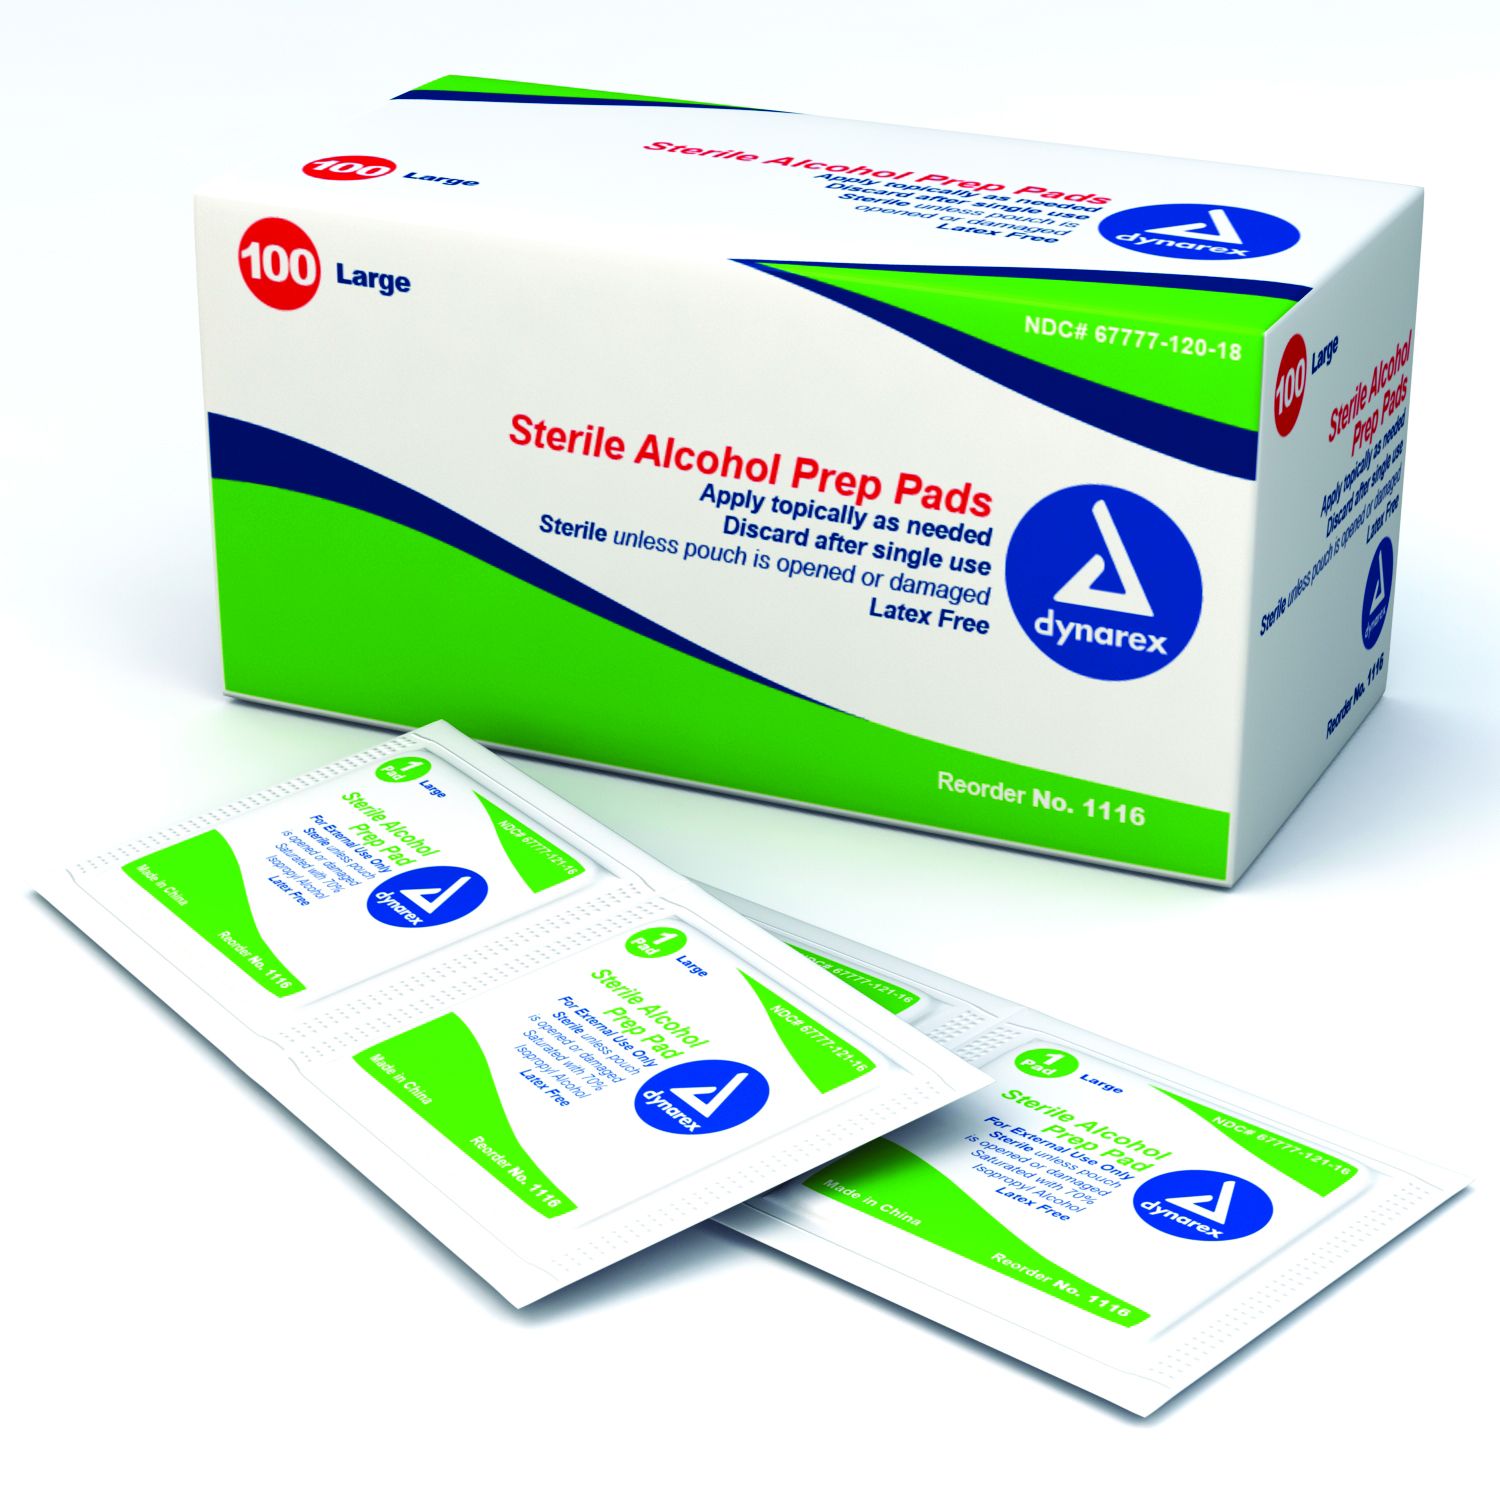 100 Large
Sterile Alcohol Prep Pads
Apply topically as needed
Discard after single use
Sterile unless pouch is
opened or damaged
Latex Free
dynarex
100 Large
NDC# 67777-120-18
Sterile Alcohol Prep Pads
Apply topically as needed
Discard after single use
Sterile unless pouch is opened or damaged
Latex Free
dynarex
Reorder No. 1116
100 Large
Sterile Alcohol
Prep Pads
Apply topically as needed
Discard after single use
Sterile unless pouch is opened or damaged
Latex Free
dynarex
Reorder No. 1116
1
Pad
Large
NDC# 67777-121-16
Sterile Alcohol
Prep Pad
For External Use Only
Sterile unless pouch
is opened or damaged
Saturated with 70%
Isopropyl Alcohol
Latex Free
dynarex
Made in China
Reorder No. 1116
1
Pad
Large
NDC# 67777-121-16
Sterile Alcohol
Prep Pad
For External Use Only
Sterile unless pouch
is opened or damaged
Saturated with 70%
Isopropyl Alcohol
Latex Free
dynarex
Made in China
Reorder No. 1116
67777-121-16
1
Pad
Large
NDC# 67777-121-16
Sterile Alcohol
Prep Pad
For External Use Only
Sterile unless pouch
is opened or damaged
Saturated with 70%
Isopropyl Alcohol
Latex Free
dynarex
Made in China
Reorder No. 1116